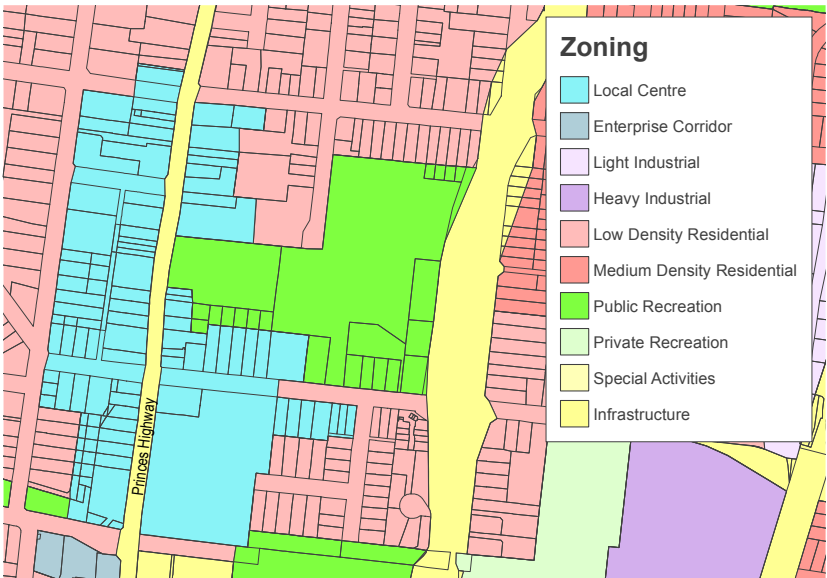 Zoning
Local Centre
Enterprise Corridor
Light Industrial
Heavy Industrial
Low Density Residential
Medium Density Residential
Public Recreation
Private Recreation
Special Activities
Infrastructure
Princes Highway